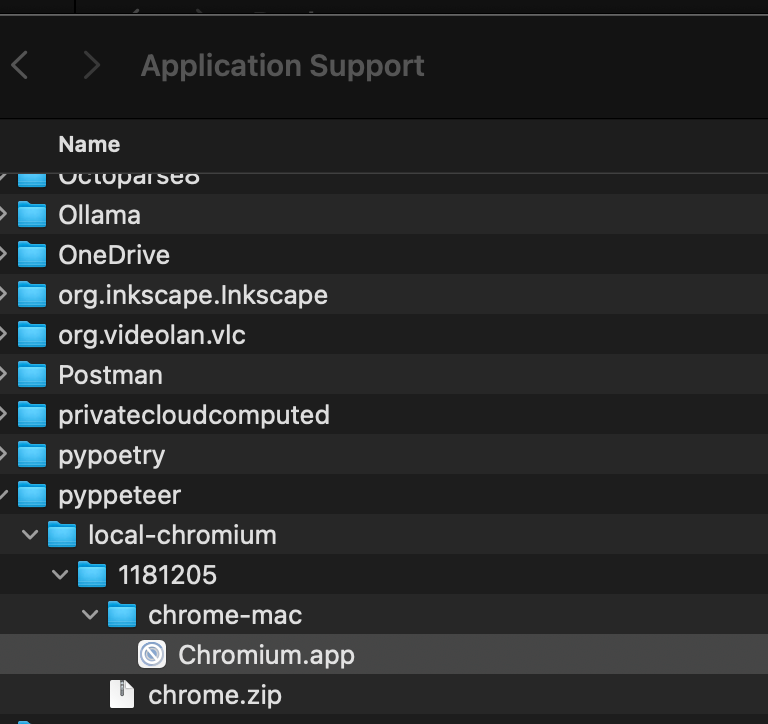 Application Support
Name
Octoparse8
Ollama
OneDrive
org.inkscape.Inkscape
org.videolan.vlc
Postman
privatecloudcomputed
pypoetry
pyppeteer
local-chromium
1181205
chrome-mac
Chromium.app
chrome.zip